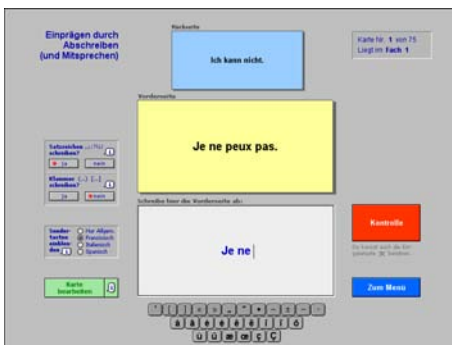 Einprägen durch
Abschreiben
(und Mitsprechen)
Rückseite
Ich kann nicht.
Karte Nr. 1 von 75
Liegt im Fach 1
Vorderseite
Je ne peux pas.
Satzzeichen
schreiben?
ja nein
Klammer (..) [..]
schreiben?
ja nein
Schreibe hier die Vorderseite ab:
Je ne
Sonder-
tasten
einblen-
den
Nur Allgem.
Französisch
Italienisch
Spanisch
Kontrolle
Karte
bearbeiten
Zum Menü